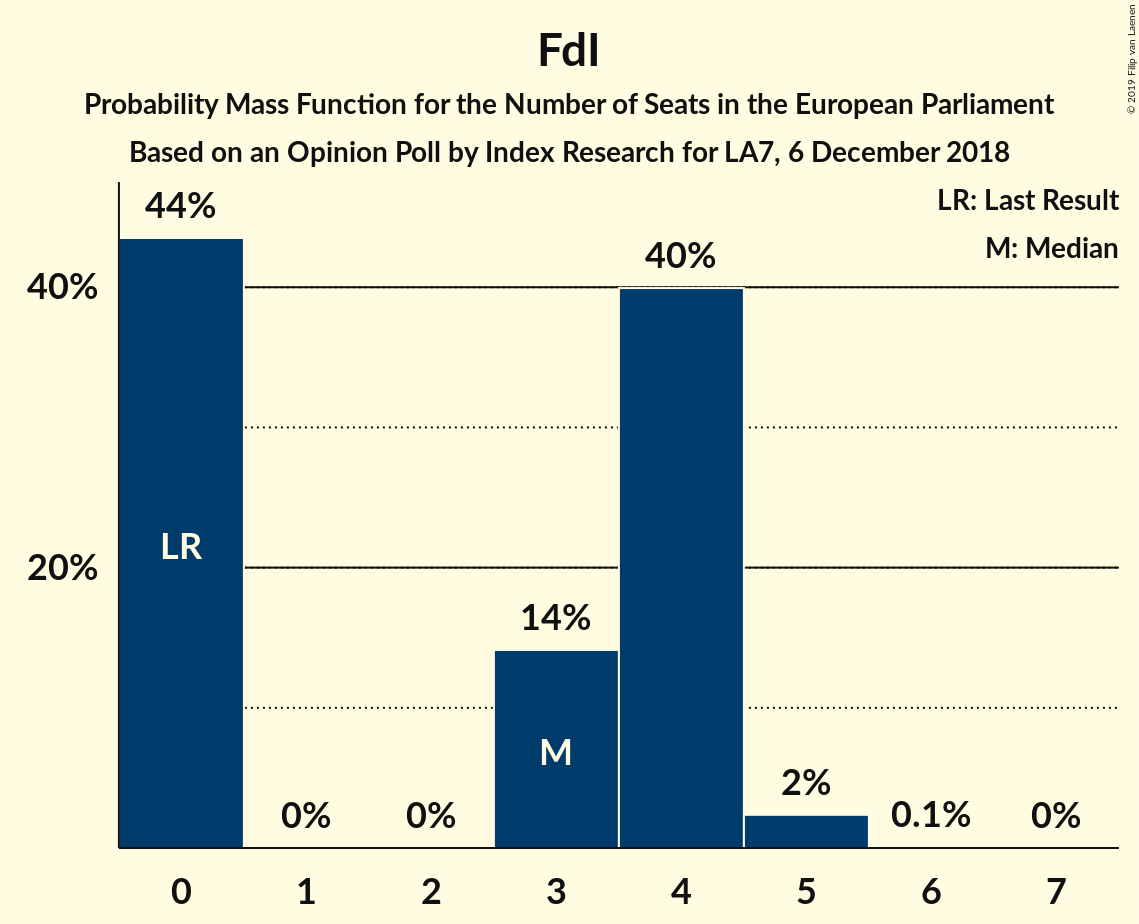 FdI
Probability Mass Function for the Number of Seats in the European Parliament
Based on an Opinion Poll by Index Research for LA7, 6 December 2018
© 2019 Filip van Laenen
LR: Last Result
M: Median
44%
40%
40%
LR
20%
14%
M
2%
0%
0%
0.1%
0%
0 1 2 3 4 5 6 7